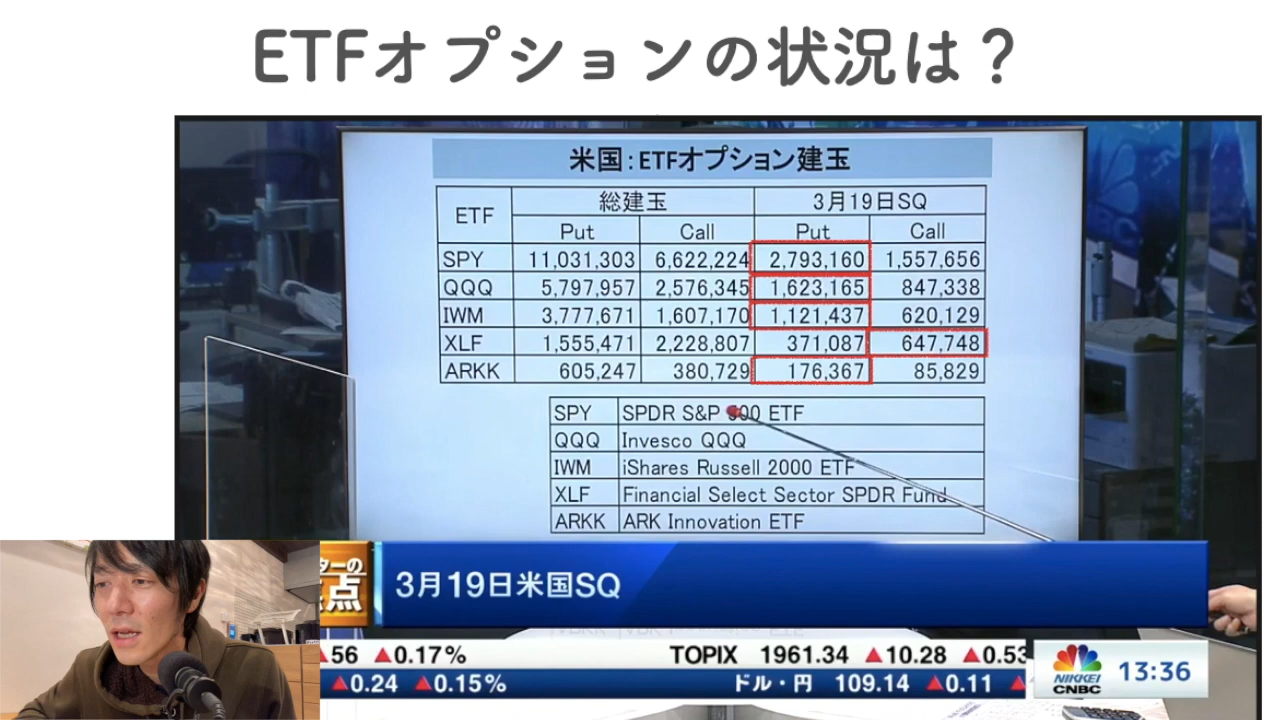 ETFオプションの状況は？
米国：ETFオプション建玉
ETF 総建玉 3月19日SQ
Put Call Put Call
SPY 11,031,303 6,622,224 2,793,160 1,557,656
QQQ 5,797,957 2,576,345 1,623,165 847,338
IWM 3,777,671 1,607,170 1,121,437 620,129
XLF 1,555,471 2,228,807 371,087 647,748
ARKK 605,247 380,729 176,367 85,829
SPY SPDR S&P 500 ETF
QQQ Invesco QQQ
IWM iShares Russell 2000 ETF
XLF Financial Select Sector SPDR Fund
ARKK ARK Innovation ETF
ターの
点
3月19日米国SQ
56 ▲0.17% TOPIX 1961.34 ▲10.28 ▲0.53
▲0.24 ▲0.15% ドル・円 109.14 ▲0.11 ▲
NIKKEI
CNBC
13:36